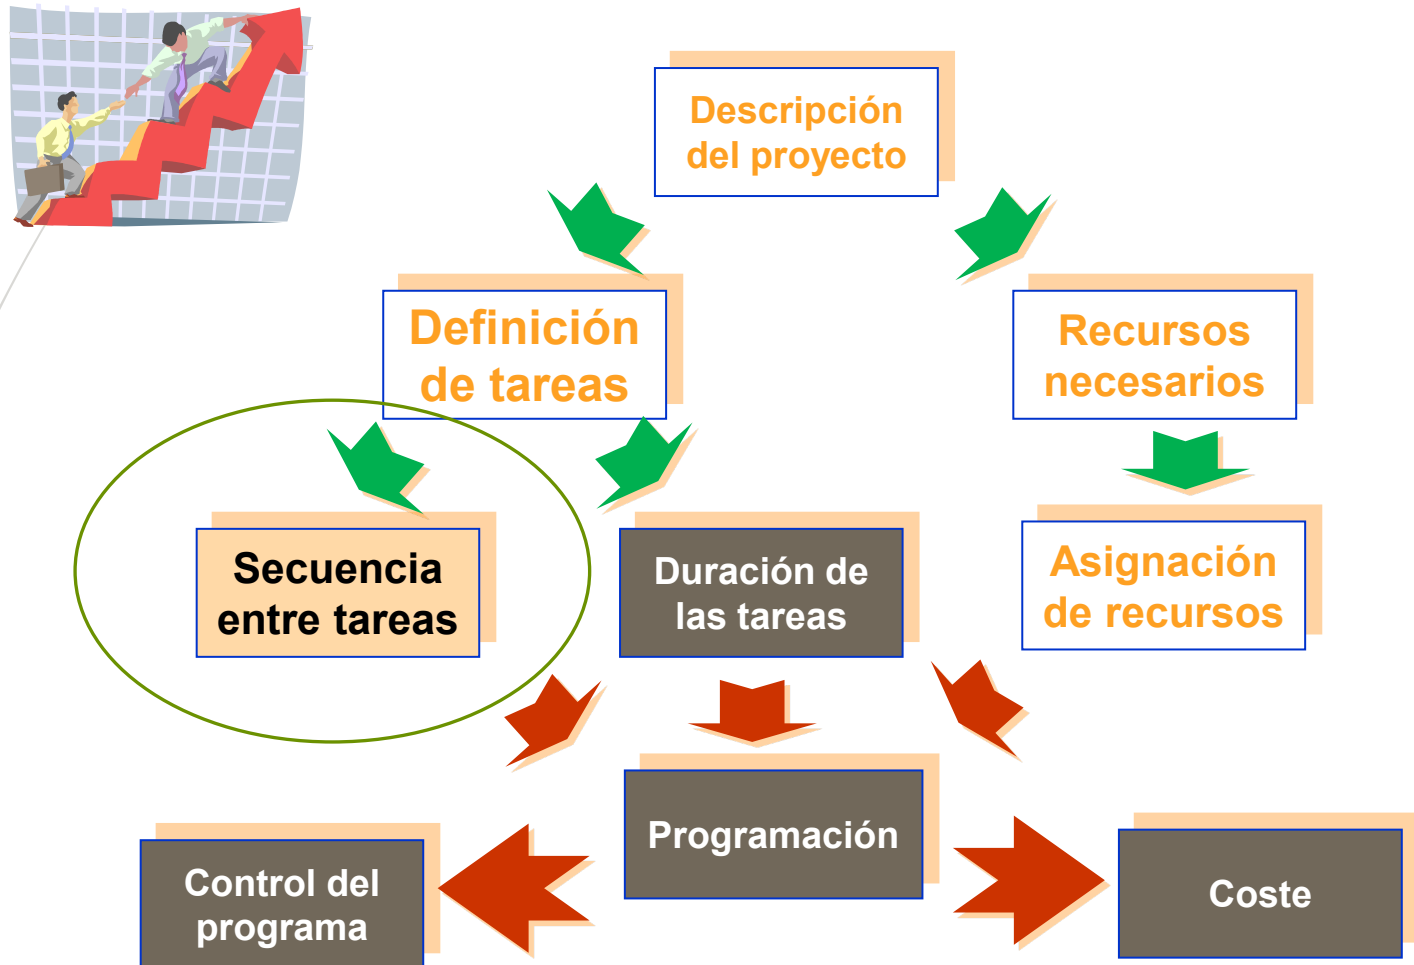 Descripción
del proyecto
Definición
de tareas
Recursos
necesarios
Secuencia
entre tareas
Duración de
las tareas
Asignación
de recursos
Programación
Control del
programa
Coste